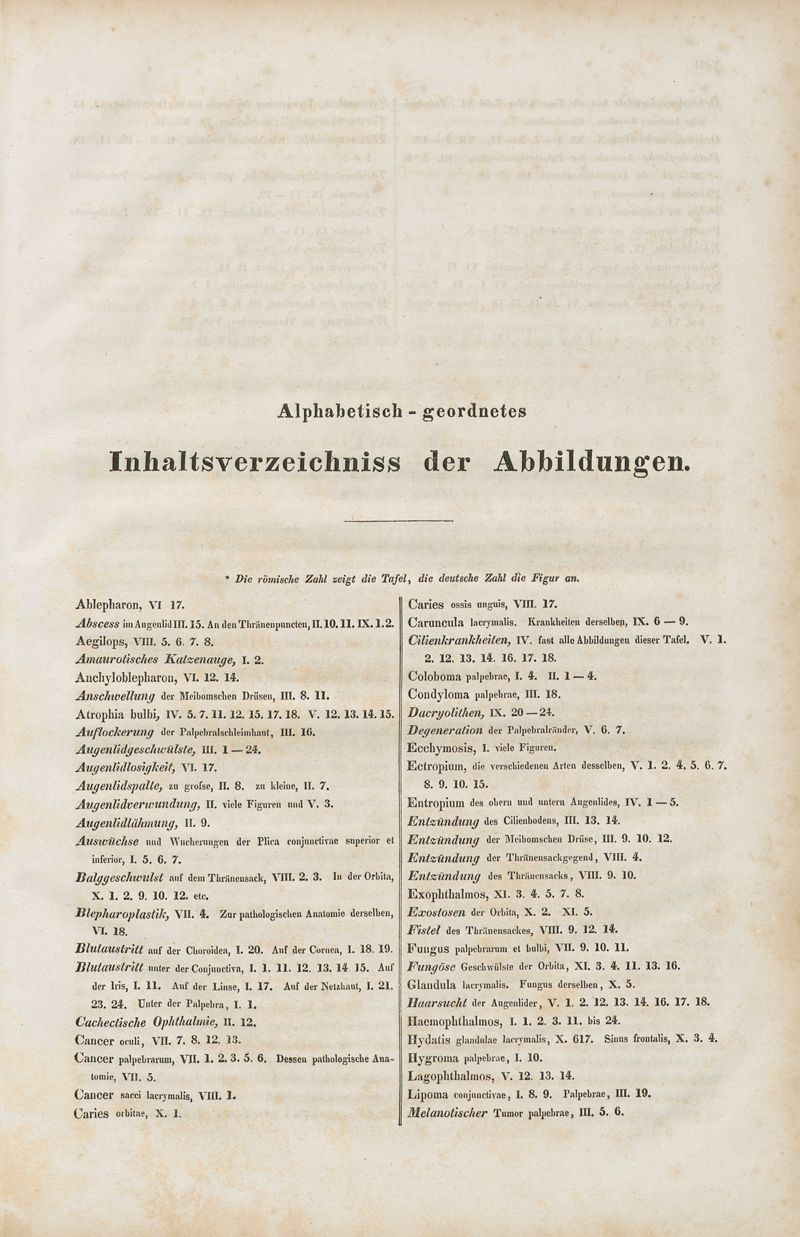 Alphabetisch - geordnetes
Inhaltsverzeichniss der Abbildungen.
* Die römische Zahl zeigt die Tafel, die deutsche Zahl die Figur an.
Ablepharon, VI 17.
Abscess im Augenlid III. 15. An den Thränenpuncten, II. 10. 11. IX. 1. 2.
Aegilops, VIII. 5. 6. 7. 8.
Amaurotisches Katzenauge, I. 2.
Anchyloblepharon, VI. 12. 14.
Anschwellung der Meibomschen Drüsen, III. 8. 11.
Atrophia bulbi, IV. 5. 7. 11. 12. 15. 17. 18. V. 12. 13. 14. 15.
Auflockerung der Palpebralschleimhaut, III. 16.
Augenlidgeschwülste, III. 1 — 24.
Augenlidlosigkeit, VI. 17.
Augenlidspalte, zu grofse, II. 8. zu kleine, II. 7.
Augenlidverwundung, II. viele Figuren und V. 3.
Augenlidlähmung, II. 9.
Auswüchse und Wucherungen der Plica conjunctivae superior et
inferior, I. 5. 6. 7.
Balggeschwulst auf dem Thränensack, VIII. 2. 3. In der Orbita,
X. 1. 2. 9. 10. 12. etc.
Blepharoplastik, VII. 4. Zur pathologischen Anatomie derselben,
VI. 18.
Blutaustritt auf der Choroidea, I. 20. Auf der Cornea, I. 18. 19.
Blutaustritt unter der Conjunctiva, I. 1. 11. 12. 13. 14. 15. Auf
der Iris, I. 11. Auf der Linse, I. 17. Auf der Netzhaut, I. 21.
23. 24. Unter der Palpebra, I. 1.
Cachectische Ophthalmie, II. 12.
Cancer oculi, VII. 7. 8. 12. 13.
Cancer palpebrarum, VII. 1. 2. 3. 5. 6. Dessen pathologische Ana-
tomie, VII. 5.
Cancer sacci lacrymalis, VIII. 1.
Caries orbitae, X. 1.
Caries ossis unguis, VIII. 17.
Caruncula lacrymalis. Krankheiten derselben, IX. 6 — 9.
Cilienkrankheiten, IV. fast alle Abbildungen dieser Tafel. V. 1.
2. 12. 13. 14. 16. 17. 18.
Coloboma palpebrae, I. 4. II. 1 — 4.
Condyloma palpebrae, III. 18.
Dacryolithen, IX. 20 — 24.
Degeneration der Palpebralränder, V. 6. 7.
Ecchymosis, I. viele Figuren.
Ectropium, die verschiedenen Arten desselben, V. 1. 2. 4. 5. 6. 7.
8. 9. 10. 15.
Entropium des obern und untern Augenlides, IV. 1 — 5.
Entzündung des Cilienbodens, III. 13. 14.
Entzündung der Meibomschen Drüse, III. 9. 10. 12.
Entzündung der Thränensackgegend, VIII. 4.
Entzündung des Thränensacks, VIII. 9. 10.
Exophthalmos, XI. 3. 4. 5. 7. 8.
Exostosen der Orbita, X. 2. XI. 5.
Fistel des Thränensackes, VIII. 9. 12. 14.
Fungus palpebrarum et bulbi, VII. 9. 10. 11.
Fungöse Geschwülste der Orbita, XI. 3. 4. 11. 13. 16.
Glandula lacrymalis. Fungus derselben, X. 5.
Haarsucht der Augenlider, V. 1. 2. 12. 13. 14. 16. 17. 18.
Haemophthalmos, I. 1. 2. 3. 11. bis 24.
Hydatis glandulae lacrymalis, X. 617. Sinus frontalis, X. 3. 4.
Hygroma palpebrae, I. 10.
Lagophthalmos, V. 12. 13. 14.
Lipoma conjunctivae, I. 8. 9. Palpebrae, III. 19.
Melanotischer Tumor palpebrae, III. 5. 6.